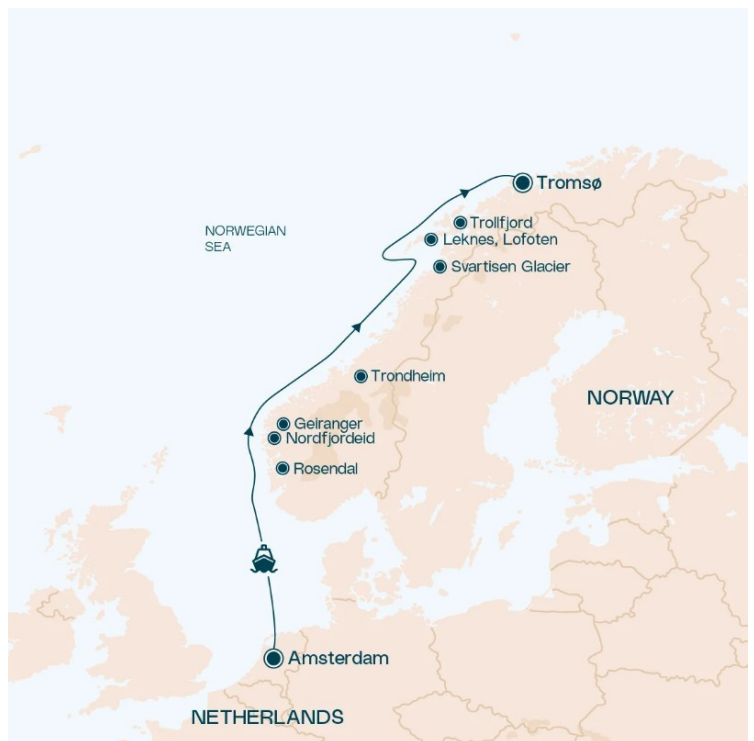 Tromsø
Trollfjord
NORWEGIAN
SEA
Leknes, Lofoten
Svartisen Glacier
Trondheim
NORWAY
Geiranger
Nordfjordeid
Rosendal
Amsterdam
NETHERLANDS